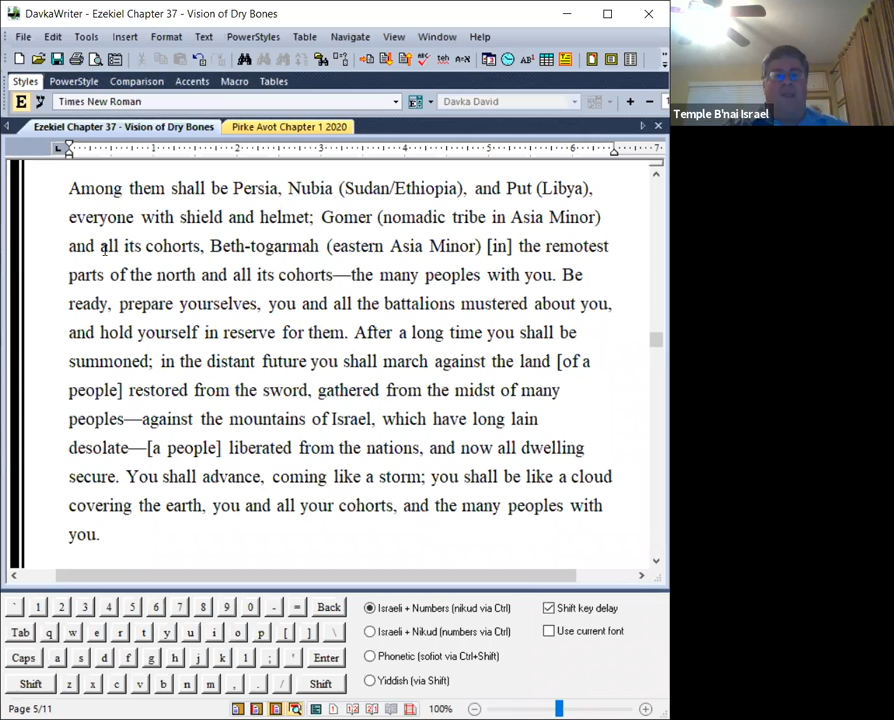 DavkaWriter - Ezekiel Chapter 37 - Vision of Dry Bones
File Edit Tools Insert Format Text PowerStyles Table Navigate View Window Help
Styles PowerStyle Comparison Accents Macro Tables
E Times New Roman Davka David
Ezekiel Chapter 37 - Vision of Dry Bones Pirke Avot Chapter 1 2020
1 2 3 4 5 6 7
Among them shall be Persia, Nubia (Sudan/Ethiopia), and Put (Libya),
everyone with shield and helmet; Gomer (nomadic tribe in Asia Minor)
and all its cohorts, Beth-togarmah (eastern Asia Minor) [in] the remotest
parts of the north and all its cohorts—the many peoples with you. Be
ready, prepare yourselves, you and all the battalions mustered about you,
and hold yourself in reserve for them. After a long time you shall be
summoned; in the distant future you shall march against the land [of a
people] restored from the sword, gathered from the midst of many
peoples—against the mountains of Israel, which have long lain
desolate—[a people] liberated from the nations, and now all dwelling
secure. You shall advance, coming like a storm; you shall be like a cloud
covering the earth, you and all your cohorts, and the many peoples with
you.
` 1 2 3 4 5 6 7 8 9 0 - = Back
Tab q w e r t y u i o p [ ] \
Caps a s d f g h j k l ; ' Enter
Shift z x c v b n m , . / Shift
Israeli + Numbers (nikud via Ctrl)
Israeli + Nikud (numbers via Ctrl)
Phonetic (sofiot via Ctrl+Shift)
Yiddish (via Shift)
Shift key delay
Use current font
Page 5/11 100%
Temple B'nai Israel